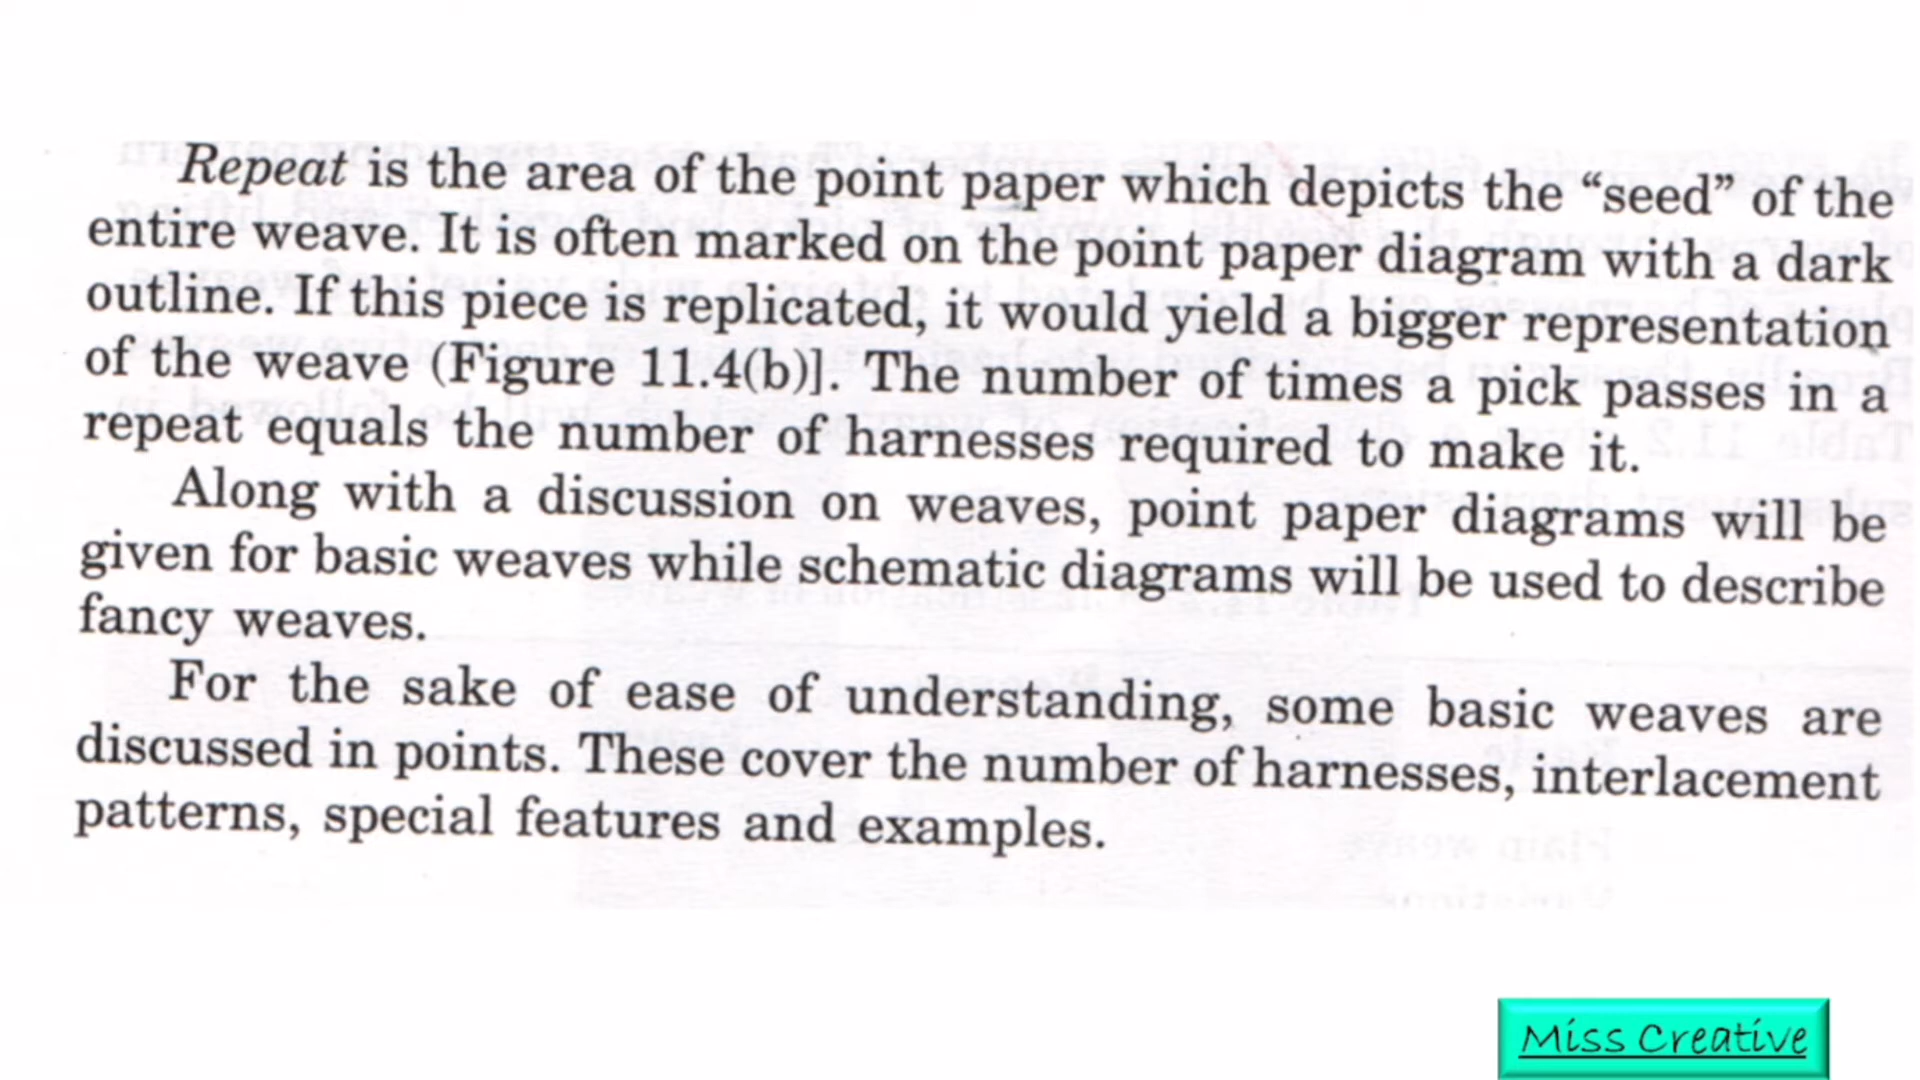 Repeat is the area of the point paper which depicts the “seed” of the
entire weave. It is often marked on the point paper diagram with a dark
outline. If this piece is replicated, it would yield a bigger representation
of the weave (Figure 11.4(b)]. The number of times a pick passes in a
repeat equals the number of harnesses required to make it.
Along with a discussion on weaves, point paper diagrams will be
given for basic weaves while schematic diagrams will be used to describe
fancy weaves.
For the sake of ease of understanding, some basic weaves are
discussed in points. These cover the number of harnesses, interlacement
patterns, special features and examples.
Miss Creative